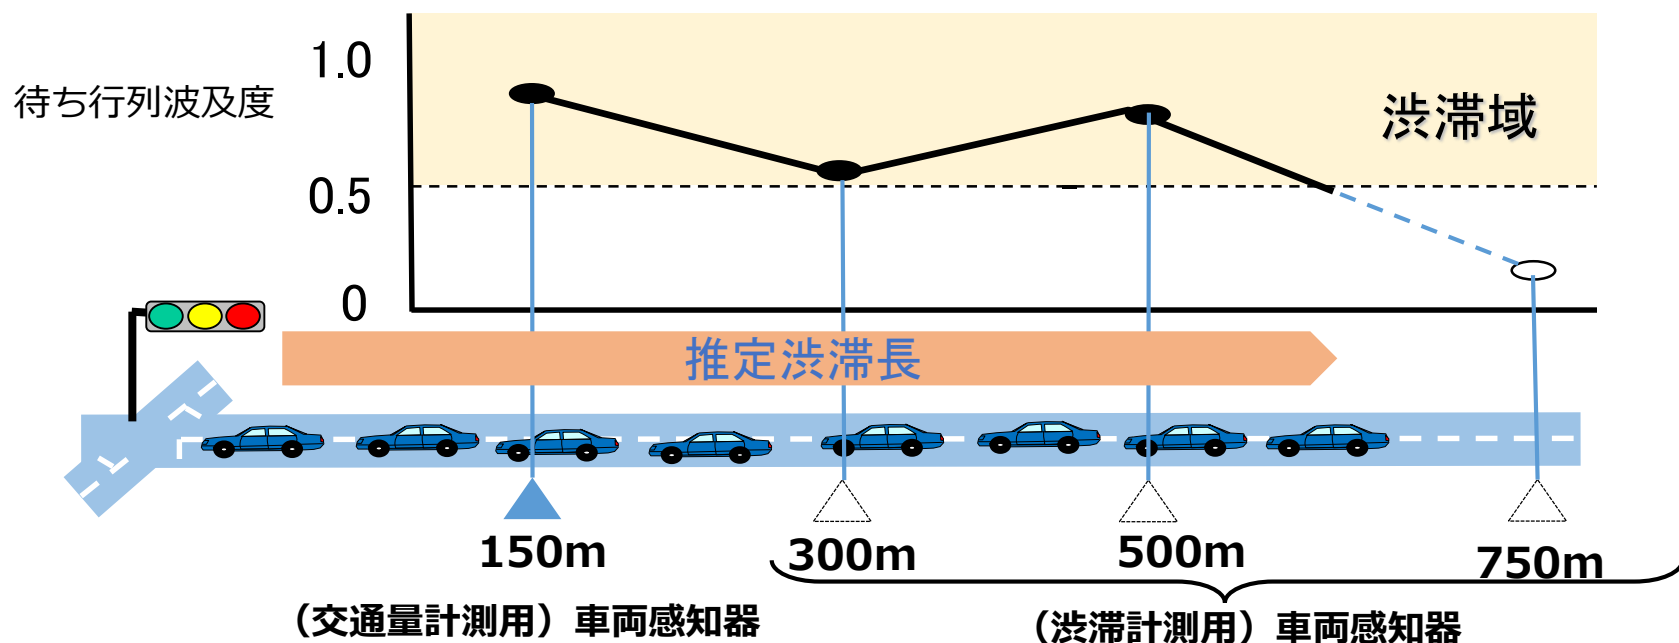 1.0
待ち行列波及度
渋滞域
0.5
0
推定渋滞長
150m
300m
500m
750m
（交通量計測用）車両感知器
（渋滞計測用）車両感知器